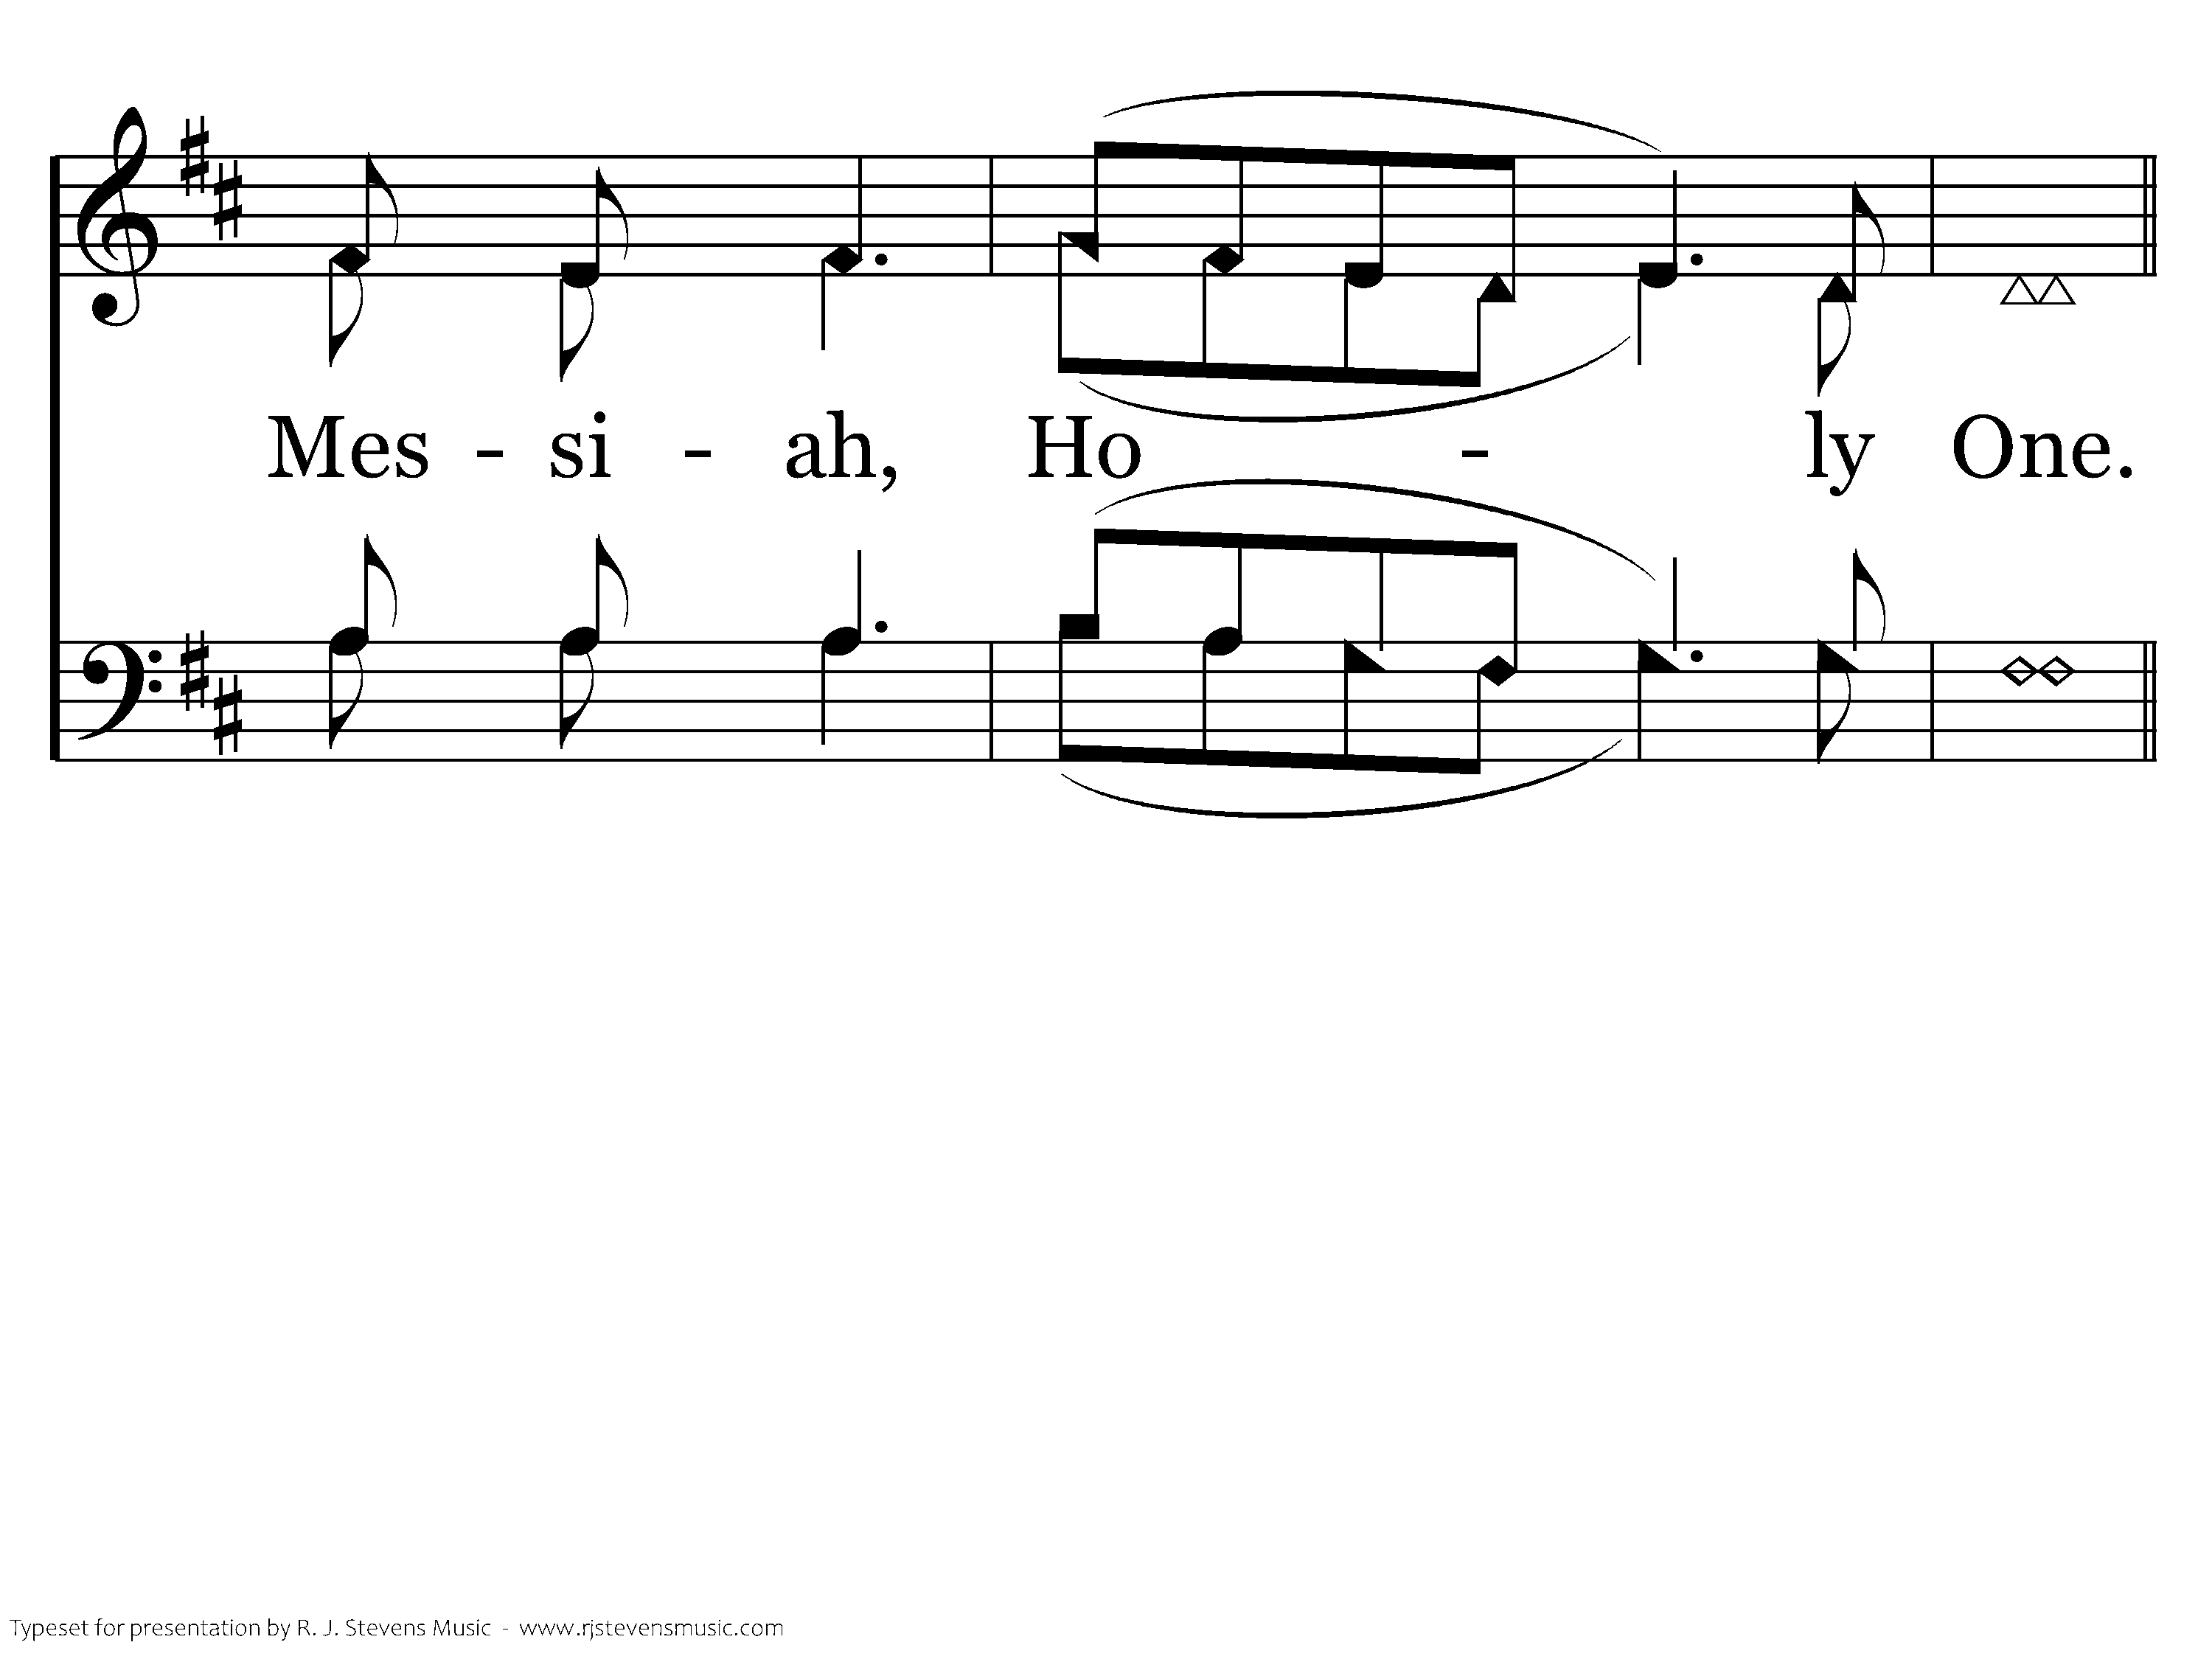 Mes - si - ah, Ho - ly One.
Typeset for presentation by R. J. Stevens Music - www.rjstevensmusic.com